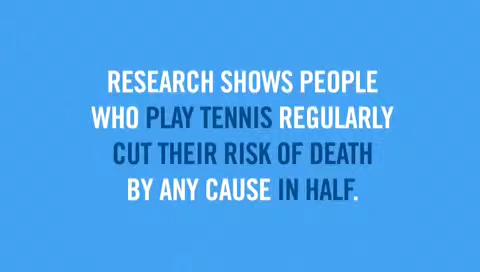 RESEARCH SHOWS PEOPLE
WHO PLAY TENNIS REGULARLY
CUT THEIR RISK OF DEATH
BY ANY CAUSE IN HALF.